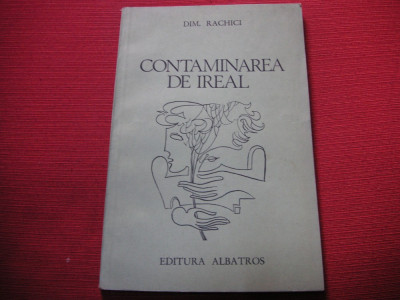 DIM. RACHICI
CONTAMINAREA
DE IREAL
EDITURA ALBATROS